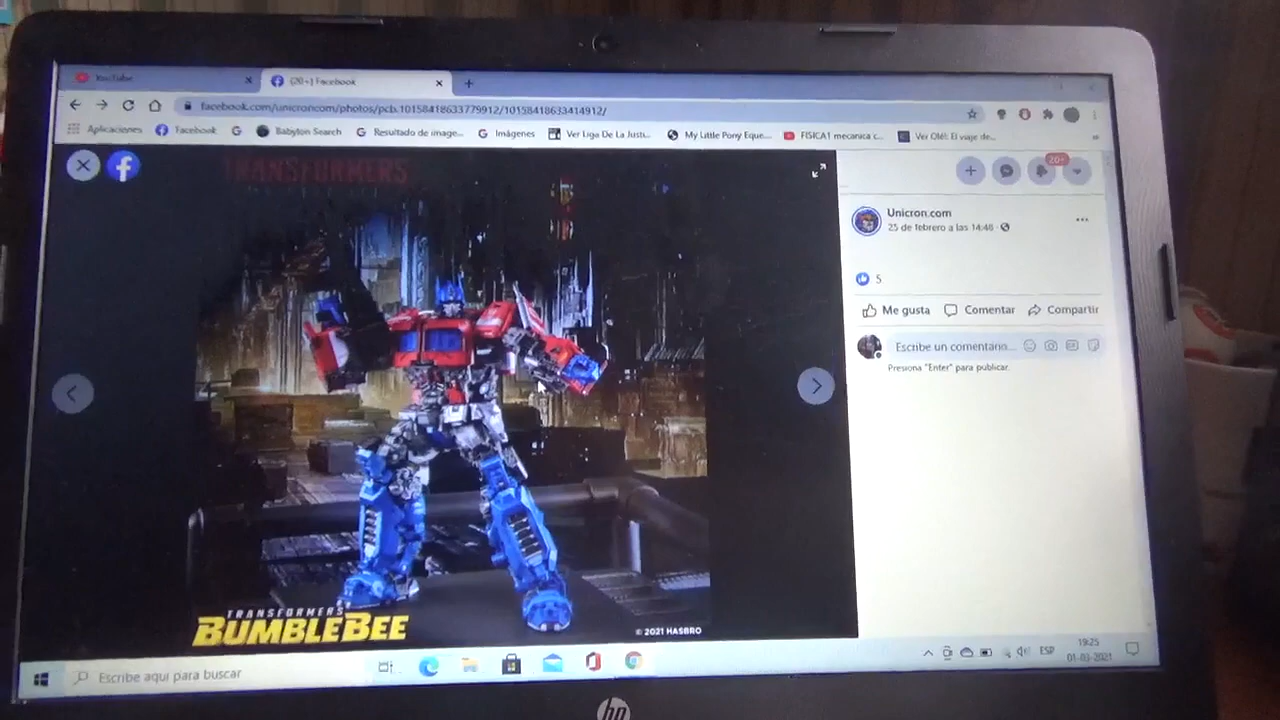 YouTube
(20+) Facebook
facebook.com/unicroncom/photos/pcb.10158418633779912/10158418633414912/
Aplicaciones
Facebook
Babylon Search
Resultado de image...
Imágenes
Ver Liga De La Justi...
My Little Pony Eque...
FISICA1 mecanica c...
Ver Olé!: El viaje de...
TRANSFORMERS
20+
Unicron.com
25 de febrero a las 14:48
5
Me gusta
Comentar
Compartir
Escribe un comentario...
Presiona "Enter" para publicar.
TRANSFORMERS
BUMBLEBEE
© 2021 HASBRO
Escribe aquí para buscar
ESP
19:25
01-03-2021
hp